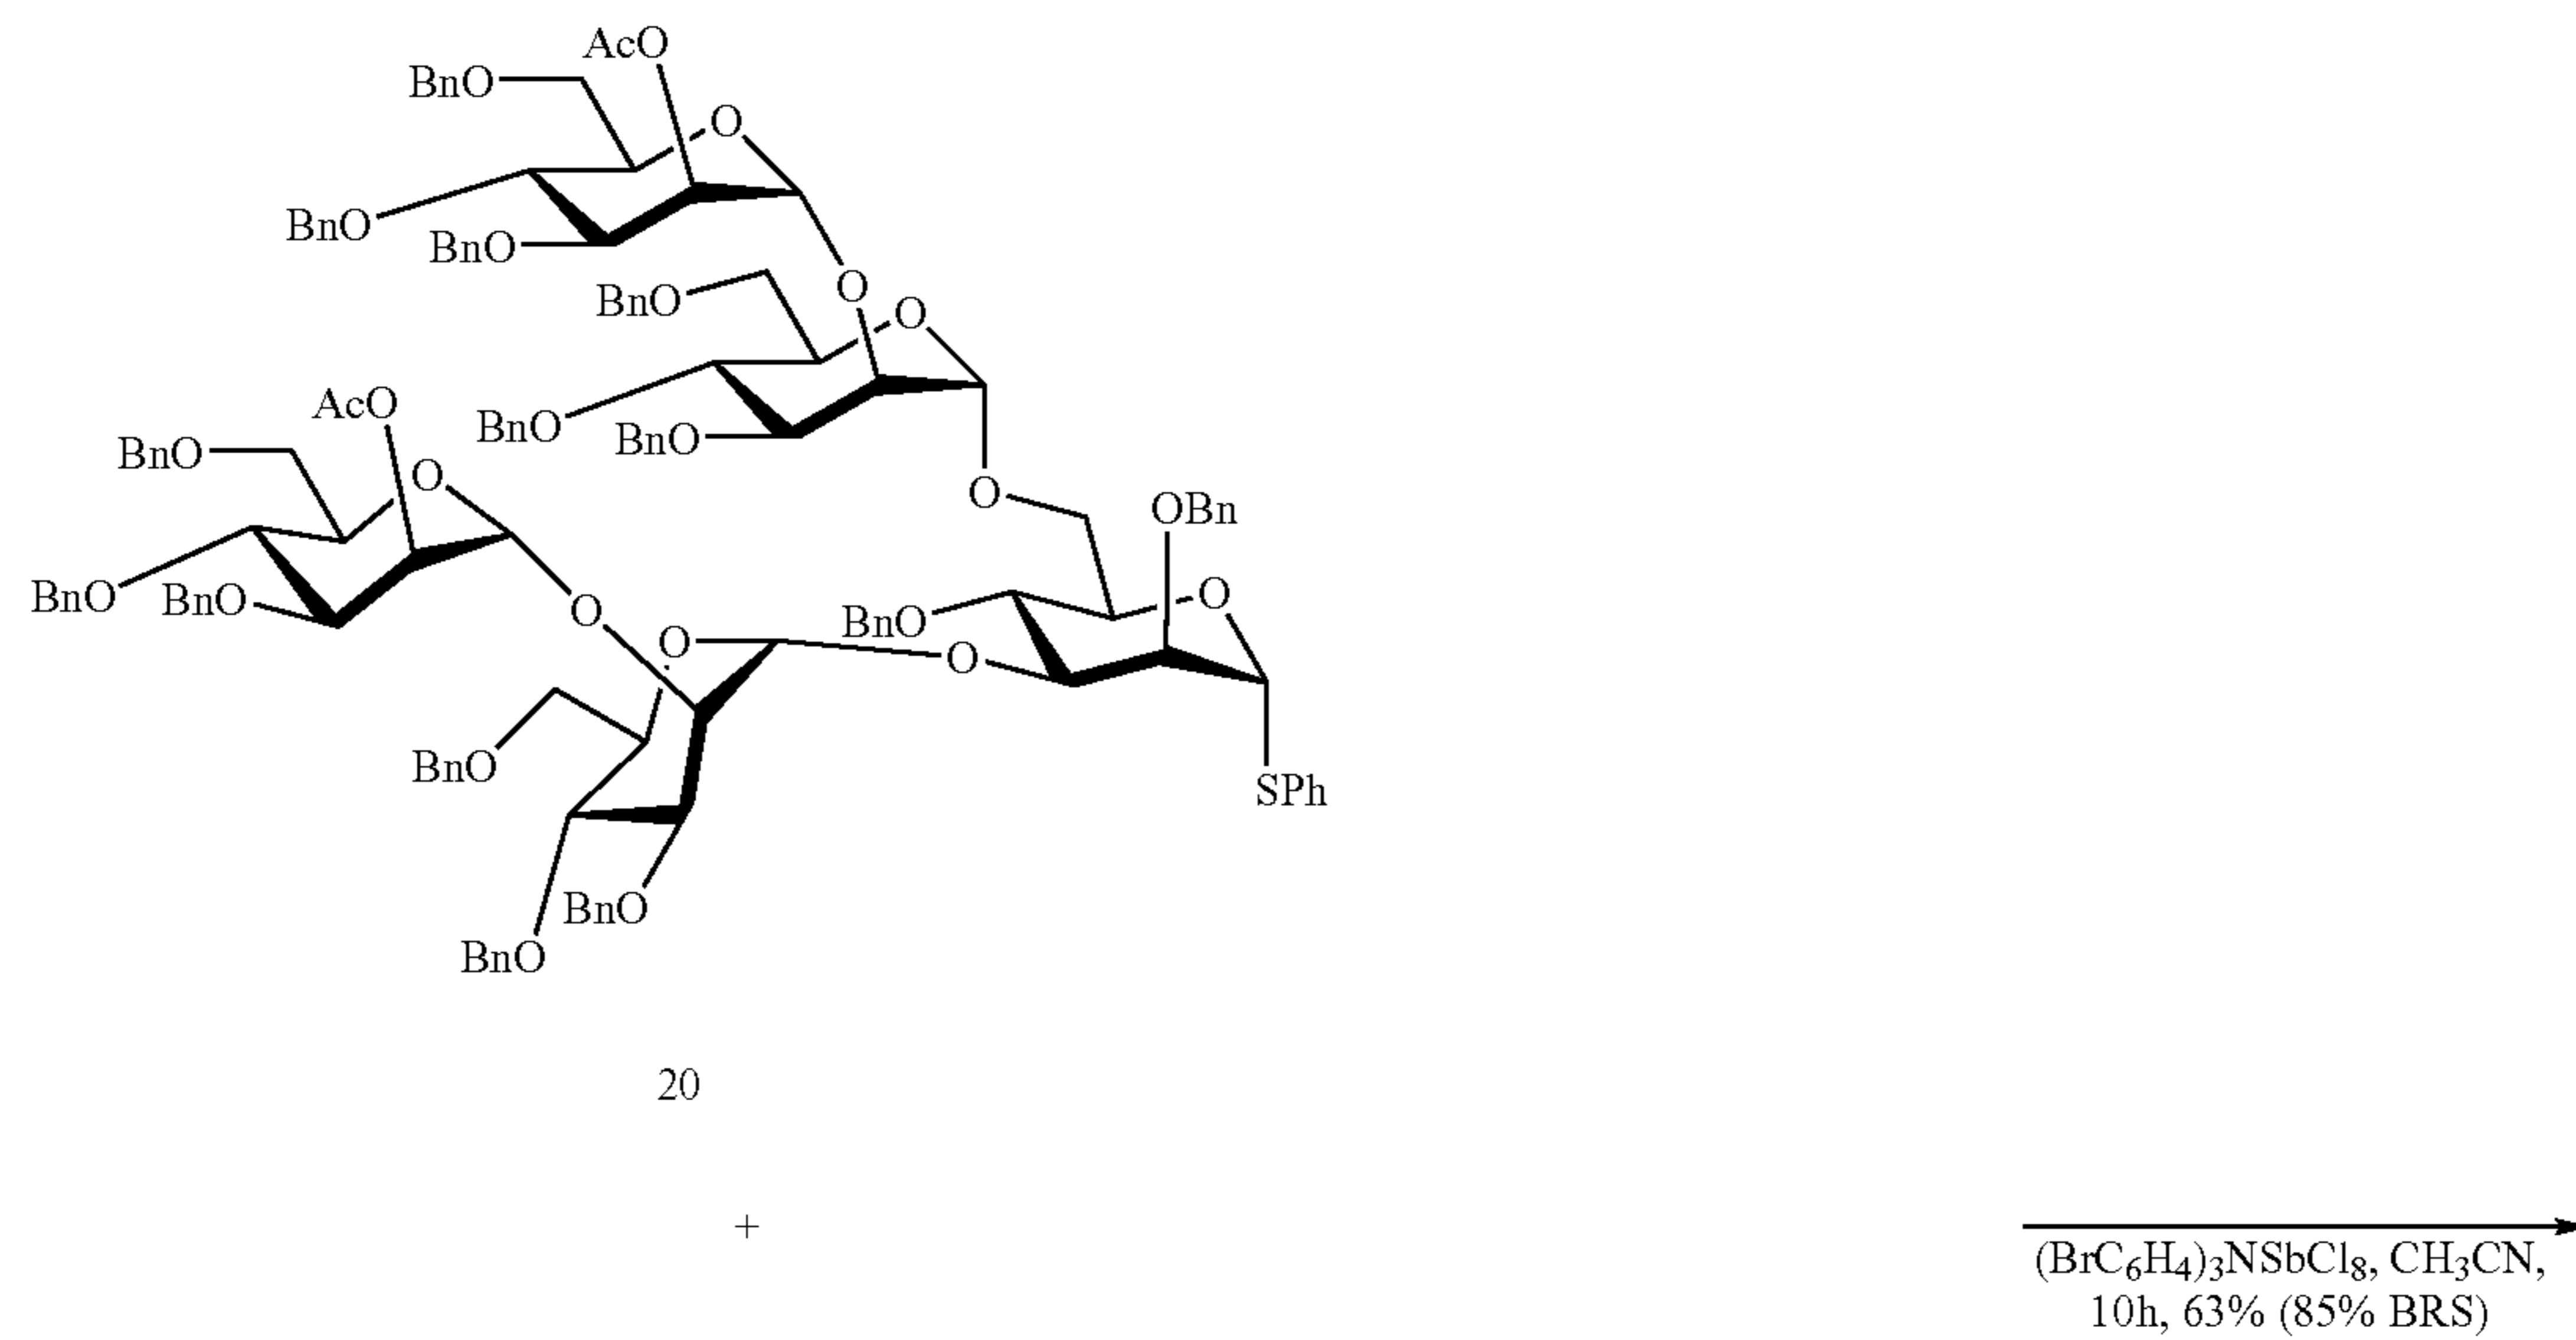 AcO
BnO
O
BnO
BnO
O
BnO
O
AcO
BnO
BnO
BnO
O
O
OBn
O
BnO
BnO
O
O
BnO
O
O
BnO
SPh
BnO
BnO
20
+
(BrC₆H₄)₃NSbCl₈, CH₃CN,
10h, 63% (85% BRS)